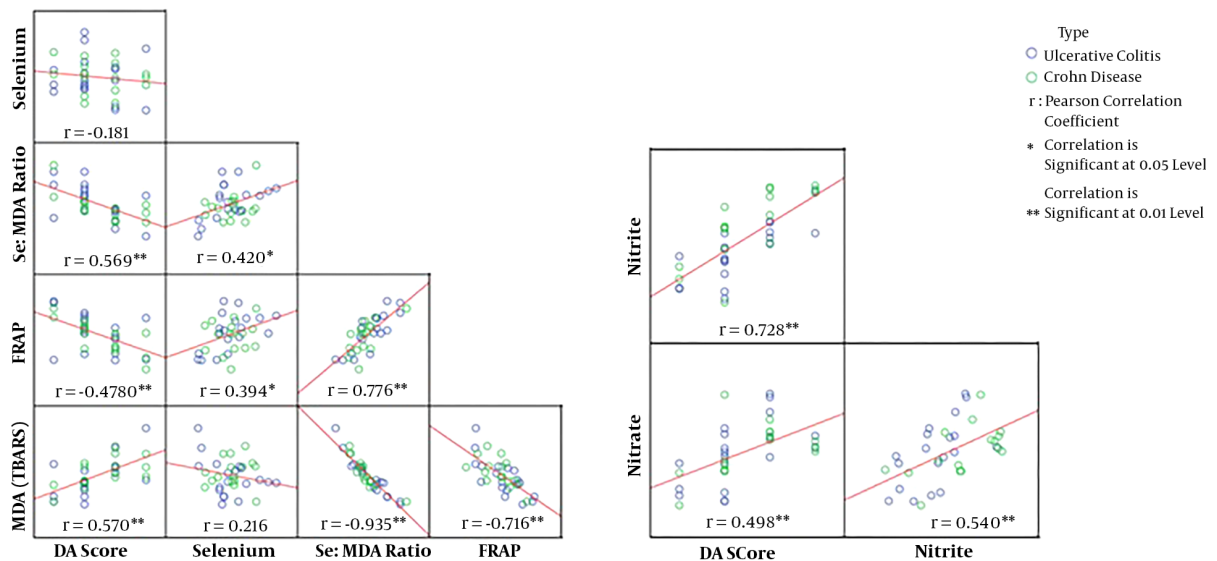 Selenium
r = -0.181
Se: MDA Ratio
r = 0.569**
r = 0.420*
FRAP
r = -0.4780**
r = 0.394*
r = 0.776**
MDA (TBARS)
r = 0.570**
r = 0.216
r = -0.935**
r = -0.716**
DA Score
Selenium
Se: MDA Ratio
FRAP
Nitrite
r = 0.728**
Nitrate
r = 0.498**
r = 0.540**
DA SCore
Nitrite
Type
Ulcerative Colitis
Crohn Disease
r : Pearson Correlation
Coefficient
* Correlation is
Significant at 0.05 Level
Correlation is
** Significant at 0.01 Level